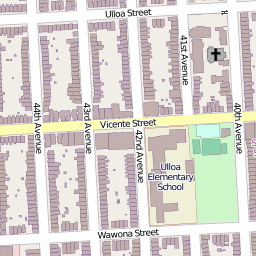 Ulloa Street
41st Avenue
44th Avenue
43rd Avenue
42nd Avenue
40th Avenue
Vicente Street
Ulloa
Elementary
School
Wawona Street